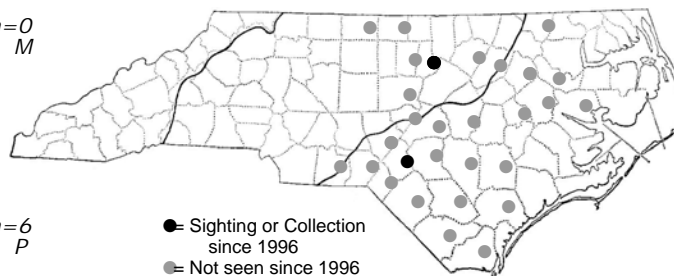 n=0
M
n=6
P
= Sighting or Collection
since 1996
= Not seen since 1996